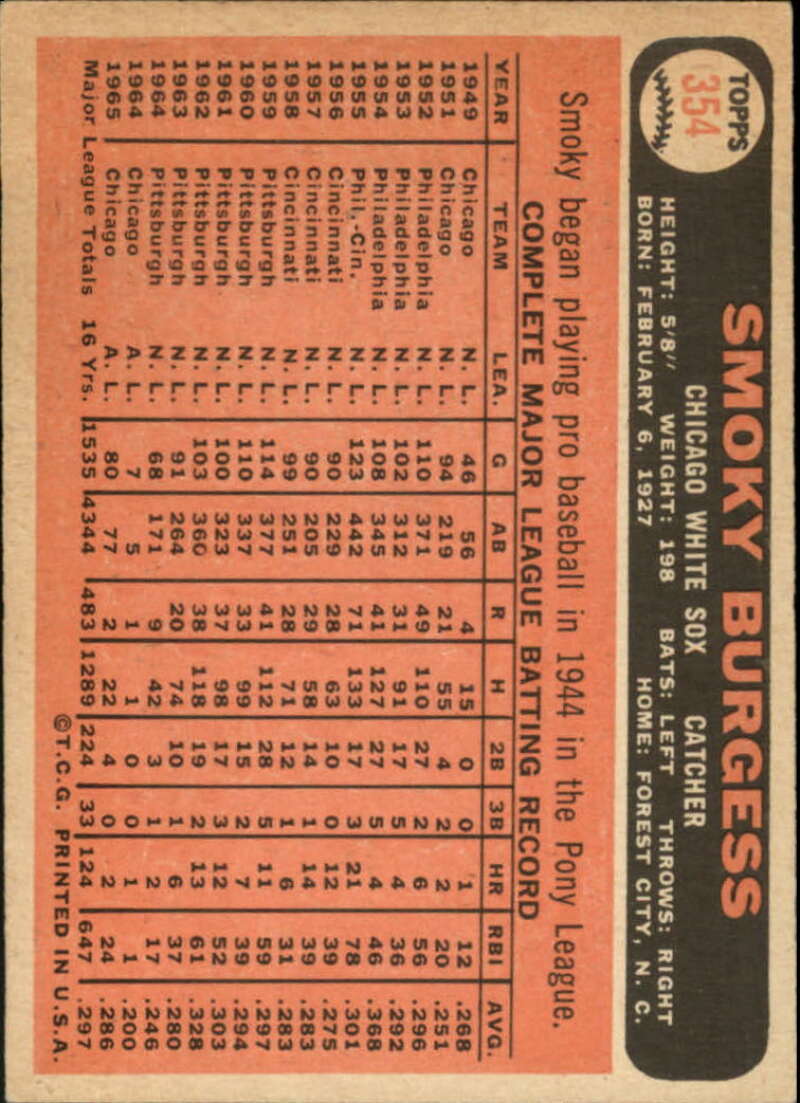 TOPPS
354
SMOKY BURGESS
CHICAGO WHITE SOX CATCHER
HEIGHT: 5'8" WEIGHT: 198 BATS: LEFT THROWS: RIGHT
BORN: FEBRUARY 6, 1927 HOME: FOREST CITY, N. C.
Smoky began playing pro baseball in 1944 in the Pony League.
COMPLETE MAJOR LEAGUE BATTING RECORD
YEAR TEAM LEA. G AB R H 2B 3B HR RBI AVG.
1949 Chicago N. L. 46 56 4 15 0 0 1 12 .268
1951 Chicago N. L. 94 219 21 55 4 2 2 20 .251
1952 Philadelphia N. L. 110 371 49 110 27 2 6 56 .296
1953 Philadelphia N. L. 102 312 31 91 17 5 4 36 .292
1954 Philadelphia N. L. 108 345 41 127 27 5 4 46 .368
1955 Phil.-Cin. N. L. 123 442 71 133 17 3 21 78 .301
1956 Cincinnati N. L. 90 229 28 63 10 0 12 39 .275
1957 Cincinnati N. L. 90 205 29 58 14 1 14 39 .283
1958 Cincinnati N. L. 99 251 28 71 12 1 6 31 .283
1959 Pittsburgh N. L. 114 377 41 112 28 5 11 59 .297
1960 Pittsburgh N. L. 110 337 33 99 15 2 7 39 .294
1961 Pittsburgh N. L. 100 323 37 98 17 3 12 52 .303
1962 Pittsburgh N. L. 103 360 38 118 19 2 13 61 .328
1963 Pittsburgh N. L. 91 264 20 74 10 1 6 37 .280
1964 Pittsburgh N. L. 68 171 9 42 3 1 2 17 .246
1964 Chicago A. L. 7 5 1 1 0 0 1 1 .200
1965 Chicago A. L. 80 77 2 22 4 0 2 24 .286
Major League Totals 16 Yrs. 1535 4344 483 1289 224 33 124 647 .297
©T.C.G. PRINTED IN U.S.A.